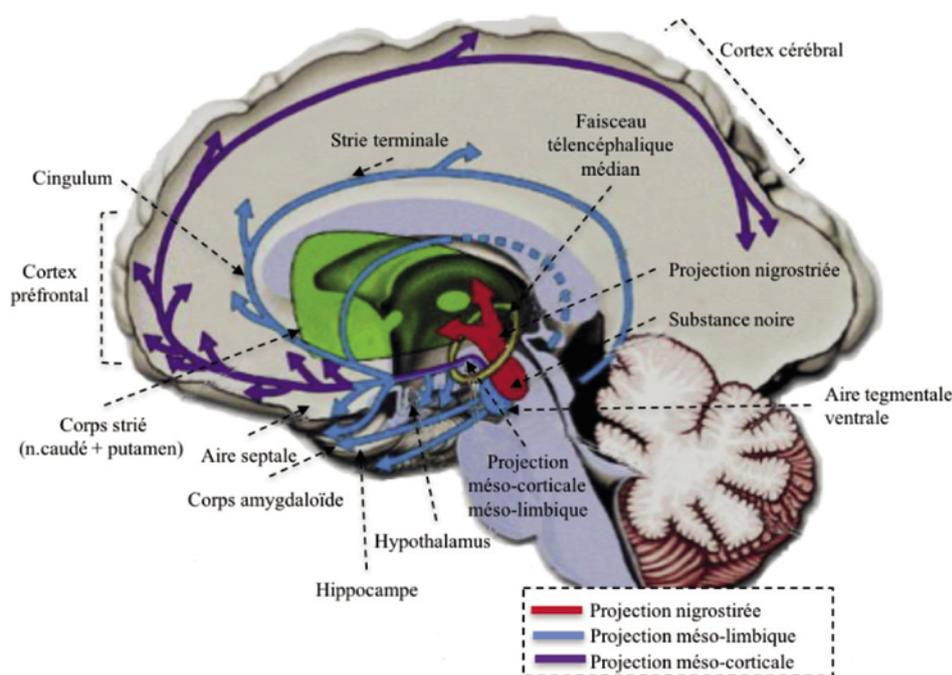 Cortex cérébral
Faisceau
télencéphalique
médian
Strie terminale
Cingulum
Cortex
préfrontal
Projection nigrostriée
Substance noire
Aire tegmentale
ventrale
Corps strié
(n.caudé + putamen)
Aire septale
Corps amygdaloïde
Projection
méso-corticale
méso-limbique
Hypothalamus
Hippocampe
Projection nigrostirée
Projection méso-limbique
Projection méso-corticale